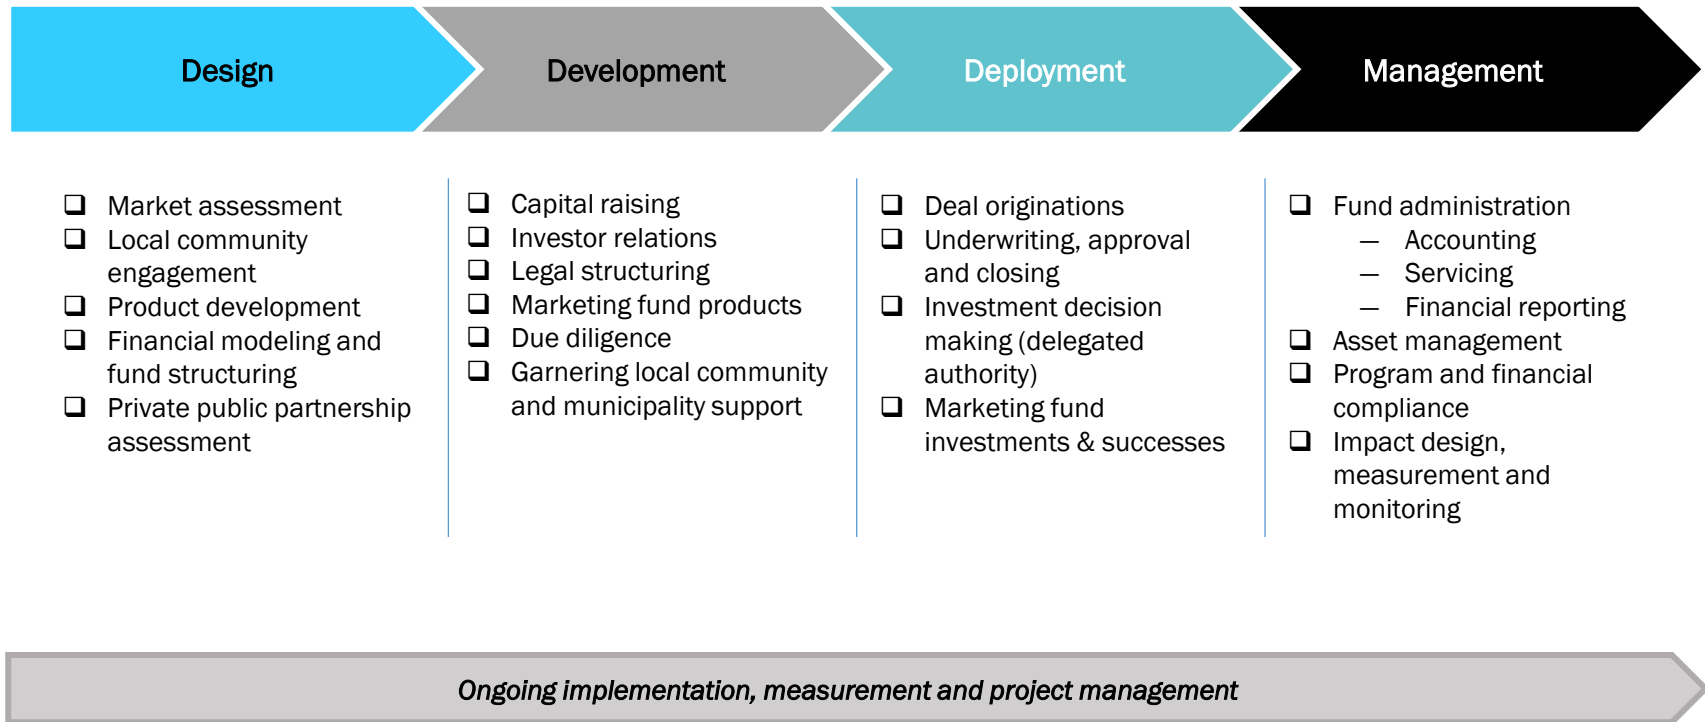 Design
Development
Deployment
Management
❑ Market assessment
❑ Local community
engagement
❑ Product development
❑ Financial modeling and
fund structuring
❑ Private public partnership
assessment
❑ Capital raising
❑ Investor relations
❑ Legal structuring
❑ Marketing fund products
❑ Due diligence
❑ Garnering local community
and municipality support
❑ Deal originations
❑ Underwriting, approval
and closing
❑ Investment decision
making (delegated
authority)
❑ Marketing fund
investments & successes
❑ Fund administration
— Accounting
— Servicing
— Financial reporting
❑ Asset management
❑ Program and financial
compliance
❑ Impact design,
measurement and
monitoring
Ongoing implementation, measurement and project management